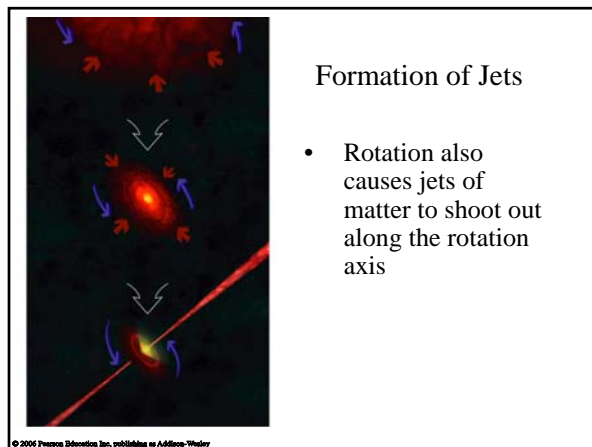 Formation of Jets
• Rotation also
causes jets of
matter to shoot out
along the rotation
axis
© 2006 Pearson Education Inc, publishing as Addison-Wesley